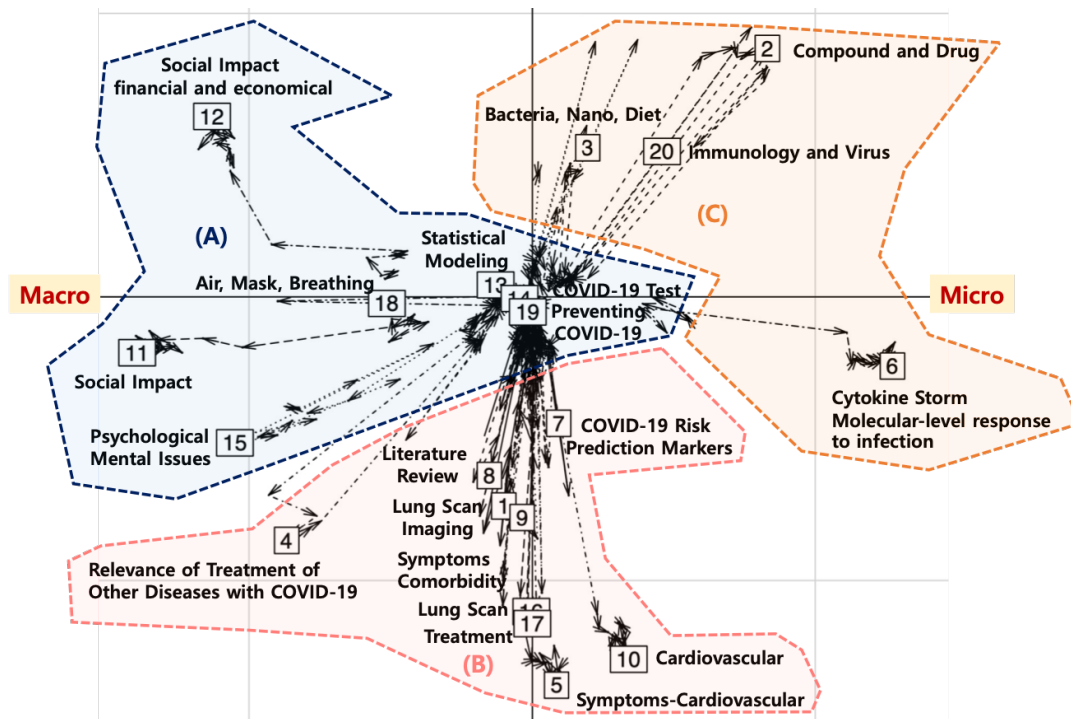 Social Impact
financial and economical
12
2
Compound and Drug
Bacteria, Nano, Diet
3
20
Immunology and Virus
(A)
(C)
Statistical
Modeling
Air, Mask, Breathing
13
Macro
18
19
COVID-19 Test
Preventing
COVID-19
Micro
11
Social Impact
6
Cytokine Storm
Molecular-level response
to infection
Psychological
Mental Issues
15
7
COVID-19 Risk
Prediction Markers
Literature
Review
8
Lung Scan
Imaging
1
9
4
Relevance of Treatment of
Other Diseases with COVID-19
Symptoms
Comorbidity
Lung Scan
Treatment
17
(B)
10
Cardiovascular
5
Symptoms-Cardiovascular